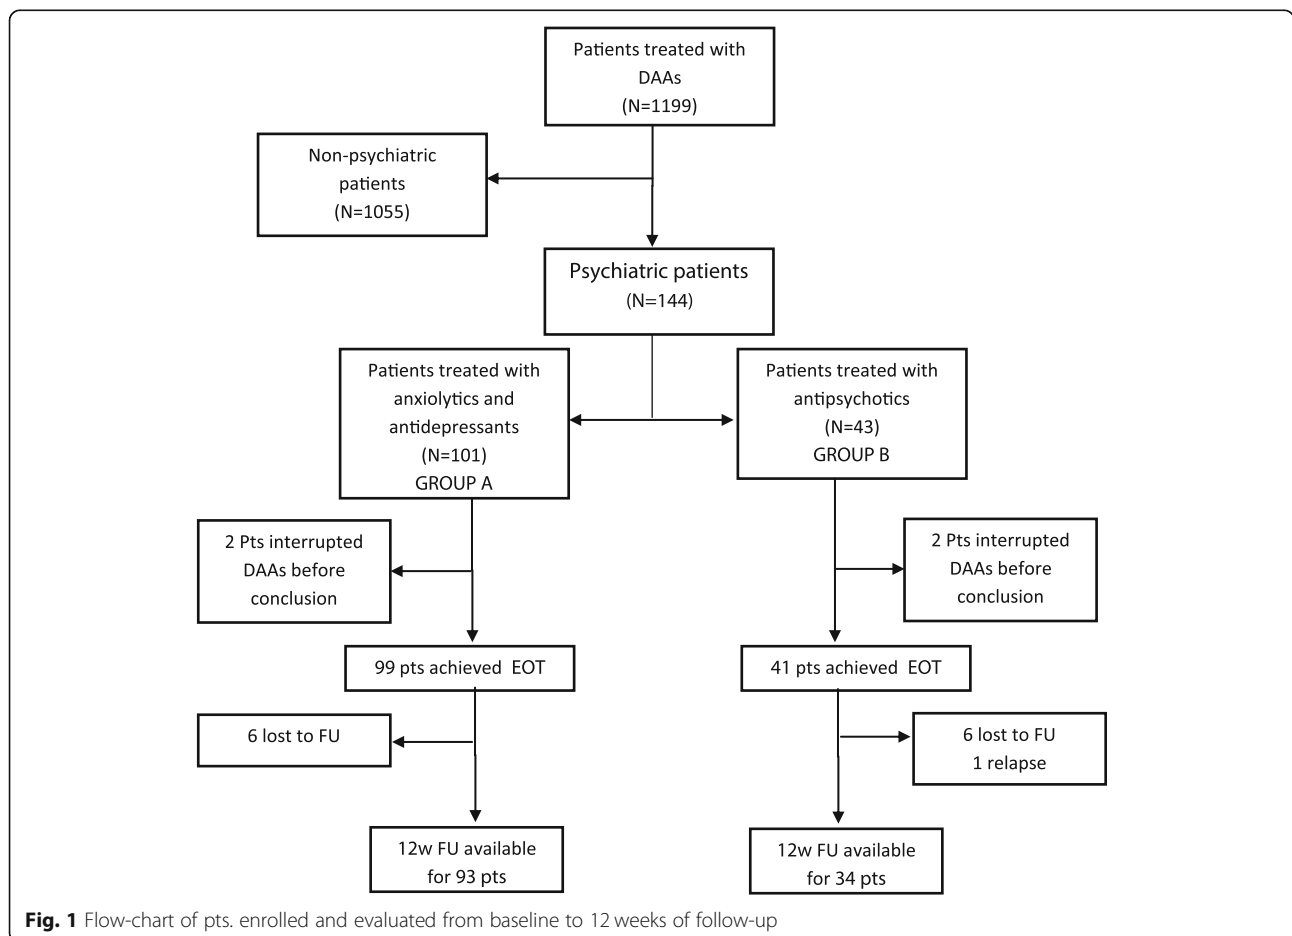 Patients treated with
DAAs
(N=1199)
Non-psychiatric
patients
(N=1055)
Psychiatric patients
(N=144)
Patients treated with
anxiolytics and
antidepressants
(N=101)
GROUP A
Patients treated with
antipsychotics
(N=43)
GROUP B
2 Pts interrupted
DAAs before
conclusion
2 Pts interrupted
DAAs before
conclusion
99 pts achieved EOT
41 pts achieved EOT
6 lost to FU
6 lost to FU
1 relapse
12w FU available
for 93 pts
12w FU available
for 34 pts
Fig. 1 Flow-chart of pts. enrolled and evaluated from baseline to 12 weeks of follow-up